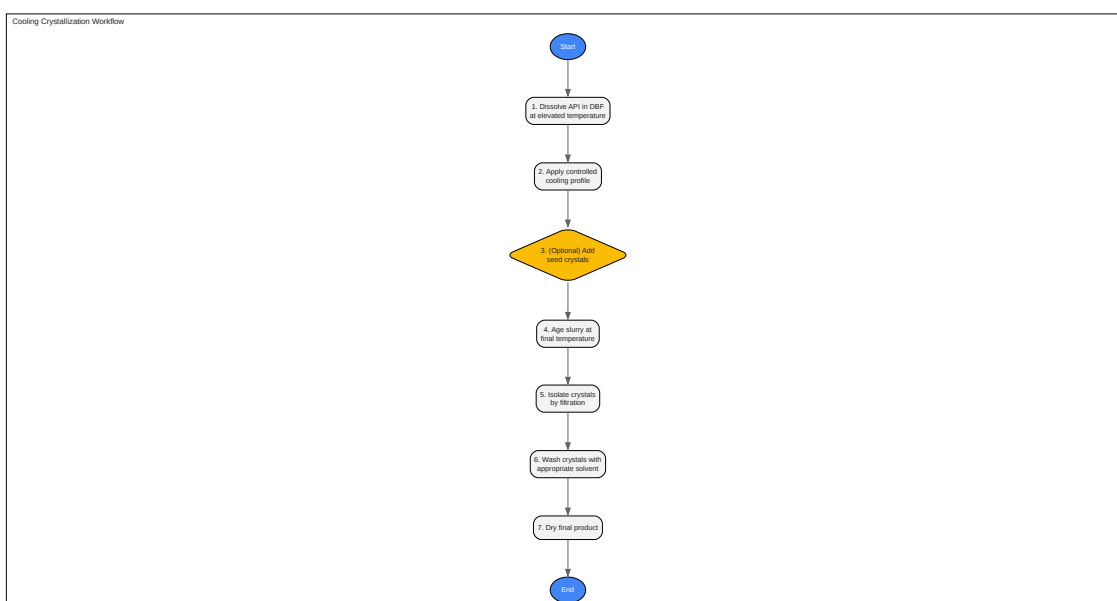 Cooling Crystallization Workflow
Start
1. Dissolve API in DBF
at elevated temperature
2. Apply controlled
cooling profile
3. (Optional) Add
seed crystals
4. Age slurry at
final temperature
5. Isolate crystals
by filtration
6. Wash crystals with
appropriate solvent
7. Dry final product
End